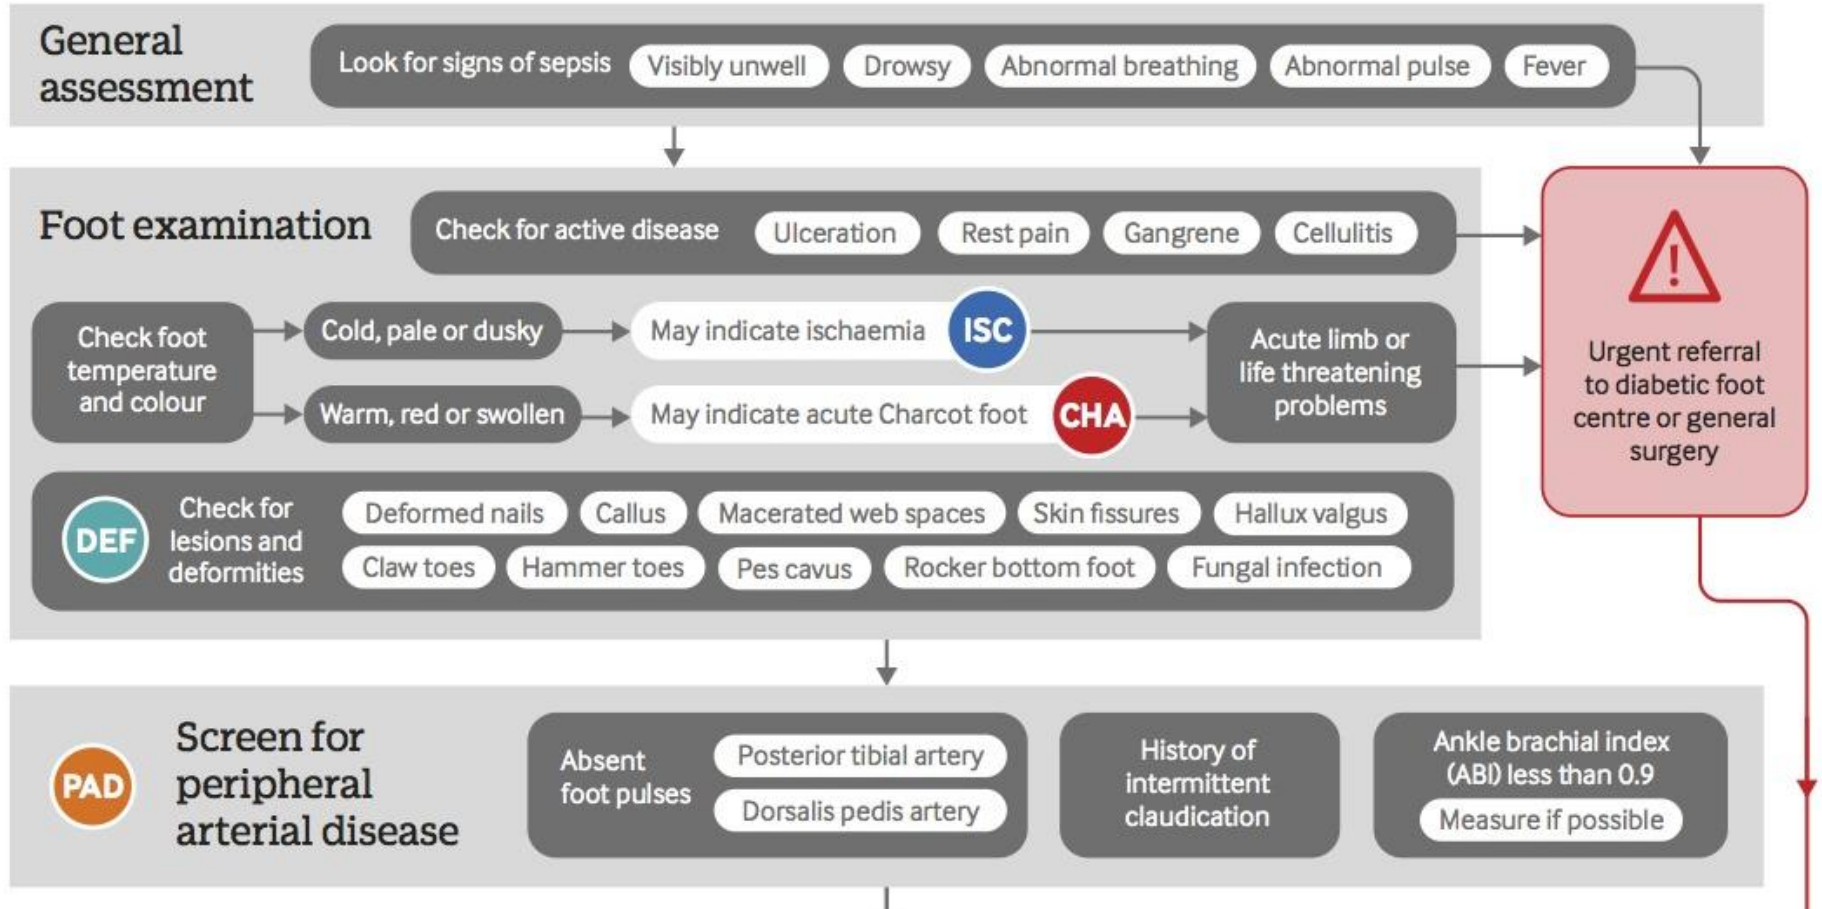 General
assessment
Look for signs of sepsis
Visibly unwell
Drowsy
Abnormal breathing
Abnormal pulse
Fever
Foot examination
Check for active disease
Ulceration
Rest pain
Gangrene
Cellulitis
Check foot
temperature
and colour
Cold, pale or dusky
May indicate ischaemia
ISC
Warm, red or swollen
May indicate acute Charcot foot
CHA
Acute limb or
life threatening
problems
Urgent referral
to diabetic foot
centre or general
surgery
DEF
Check for
lesions and
deformities
Deformed nails
Callus
Macerated web spaces
Skin fissures
Hallux valgus
Claw toes
Hammer toes
Pes cavus
Rocker bottom foot
Fungal infection
PAD
Screen for
peripheral
arterial disease
Absent
foot pulses
Posterior tibial artery
Dorsalis pedis artery
History of
intermittent
claudication
Ankle brachial index
(ABI) less than 0.9
Measure if possible